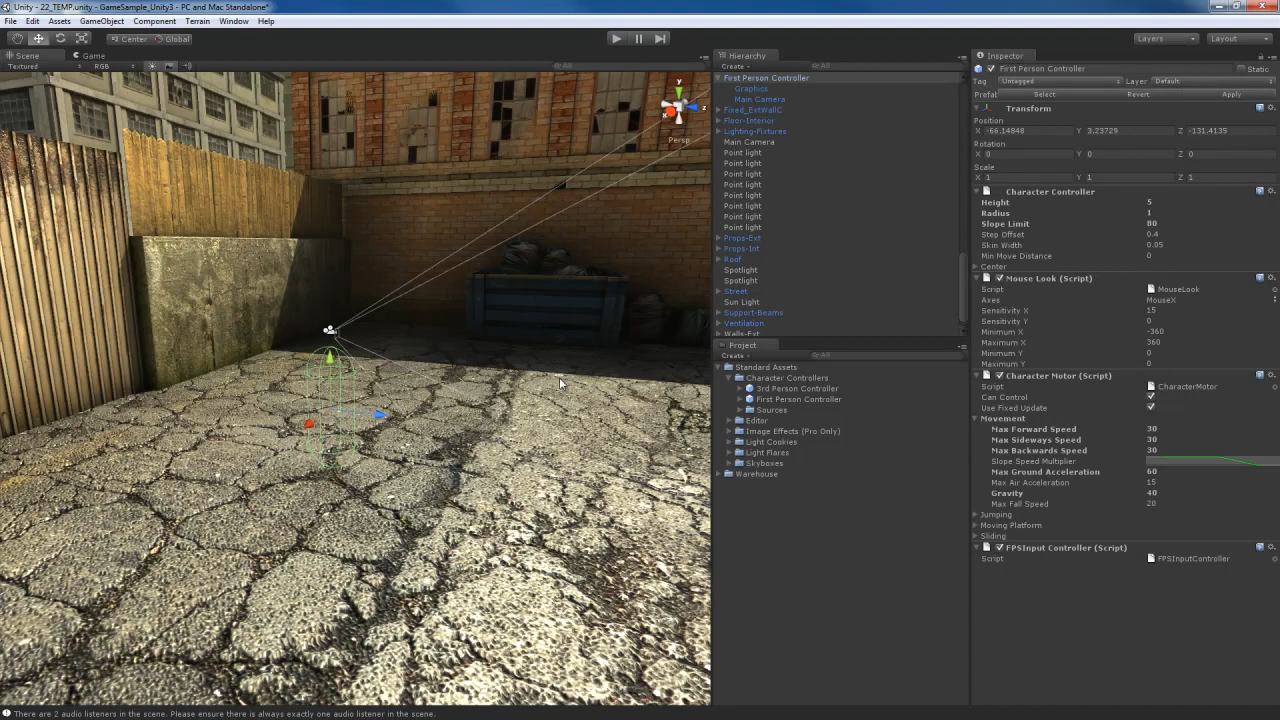 Unity - 22_TEMP.unity - GameSample_Unity3 - PC and Mac Standalone*
File Edit Assets GameObject Component Terrain Window Help
Center Global Layers Layout
Scene Game
Textured RGB All
y
x z
Persp
Hierarchy
Create All
First Person Controller
Graphics
Main Camera
Fixed_ExtWallC
Floor-Interior
Lighting-Fixtures
Main Camera
Point light
Point light
Point light
Point light
Point light
Point light
Point light
Point light
Props-Ext
Props-Int
Roof
Spotlight
Spotlight
Street
Sun Light
Support-Beams
Ventilation
Walls-Ext
Project
Create All
Standard Assets
Character Controllers
3rd Person Controller
First Person Controller
Sources
Editor
Image Effects (Pro Only)
Light Cookies
Light Flares
Skyboxes
Warehouse
Inspector
First Person Controller Static
Tag Untagged Layer Default
Prefab Select Revert Apply
Transform
Position
X -66.14848 Y 3.23729 Z -131.4135
Rotation
X 0 Y 0 Z 0
Scale
X 1 Y 1 Z 1
Character Controller
Height 5
Radius 1
Slope Limit 80
Step Offset 0.4
Skin Width 0.05
Min Move Distance 0
Center
Mouse Look (Script)
Script MouseLook
Axes MouseX
Sensitivity X 15
Sensitivity Y 0
Minimum X -360
Maximum X 360
Minimum Y 0
Maximum Y 0
Character Motor (Script)
Script CharacterMotor
Can Control
Use Fixed Update
Movement
Max Forward Speed 30
Max Sideways Speed 30
Max Backwards Speed 30
Slope Speed Multiplier
Max Ground Acceleration 60
Max Air Acceleration 15
Gravity 40
Max Fall Speed 20
Jumping
Moving Platform
Sliding
FPSInput Controller (Script)
Script FPSInputController
There are 2 audio listeners in the scene. Please ensure there is always exactly one audio listener in the scene.